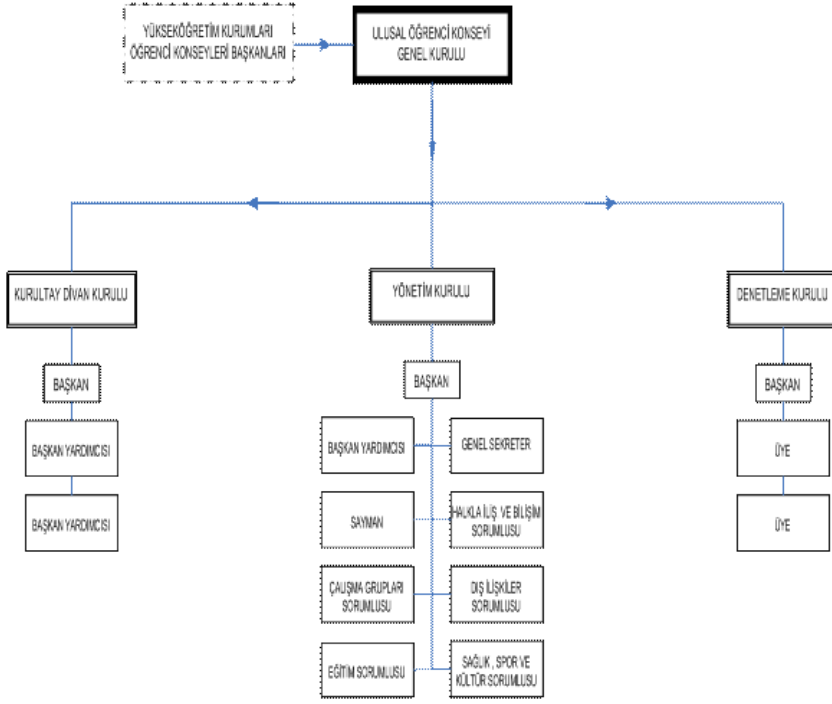 YÜKSEKÖĞRETİM KURUMLARI
ÖĞRENCİ KONSEYLERİ BAŞKANLARI
ULUSAL ÖĞRENCİ KONSEYİ
GENEL KURULU
KURULTAY DİVAN KURULU
BAŞKAN
BAŞKAN YARDIMCISI
BAŞKAN YARDIMCISI
YÖNETİM KURULU
BAŞKAN
BAŞKAN YARDIMCISI
GENEL SEKRETER
SAYMAN
HALKLA İLİŞ. VE BİLİŞİM
SORUMLUSU
ÇALIŞMA GRUPLARI
SORUMLUSU
DIŞ İLİŞKİLER
SORUMLUSU
EĞİTİM SORUMLUSU
SAĞLIK , SPOR VE
KÜLTÜR SORUMLUSU
DENETLEME KURULU
BAŞKAN
ÜYE
ÜYE